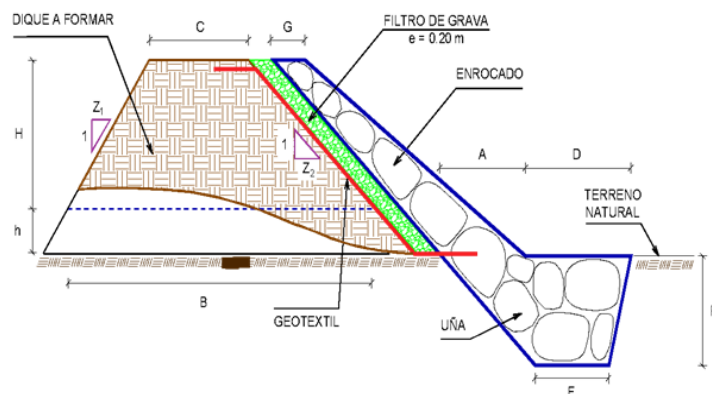 DIQUE A FORMAR
C
G
FILTRO DE GRAVA
e = 0.20 m
ENROCADO
Z1
1
H
1
Z2
A
D
TERRENO
NATURAL
h
B
GEOTEXTIL
UÑA